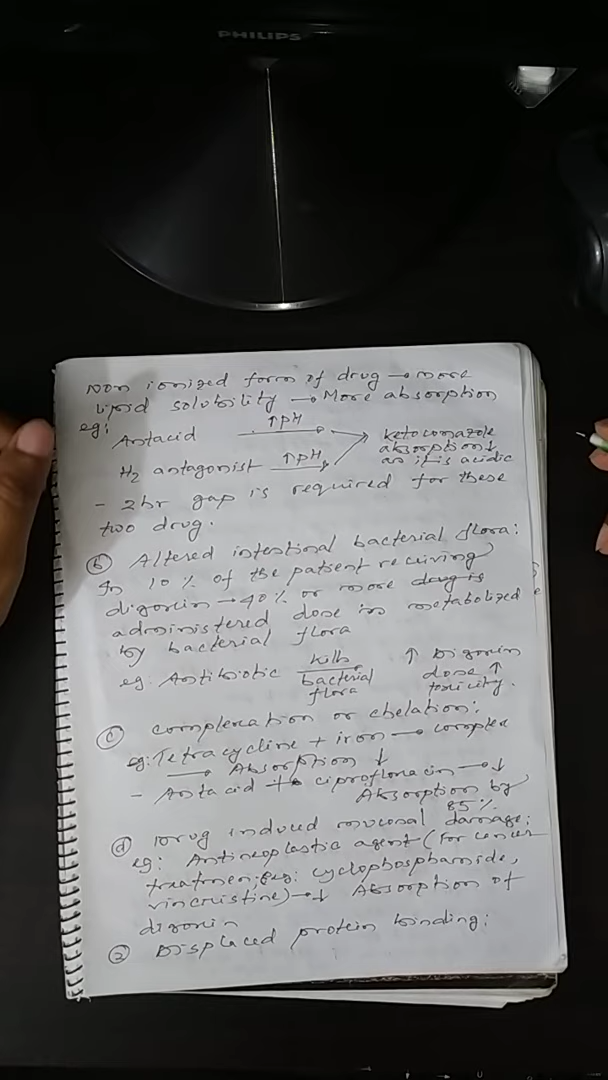 PHILIPS
Non ionized form of drug → more
lipid solubility → More absorption
eg:
Antacid ↑pH → ketoconazole
absorption↓
H2 antagonist ↑pH → as it is acidic
- 2hr gap is required for these
two drug.
(b) Altered intestinal bacterial flora:
In 10% of the patient receiving
digoxin → 40% or more drug is
administered dose is metabolized
by bacterial flora
eg. Antibiotic kills bacterial flora ↑ Digoxin
dose ↑
toxicity.
(c) Complexation or chelation:
eg: Tetracycline + iron → complex
→ Absorption ↓
- Antacid + ciprofloxacin → ↓
Absorption by
85%
(d) Drug induced mucosal damage:
eg: Antineoplastic agent (For cancer
treatmen; eg: cyclophosphamide,
vincristine) → ↓ Absorption of
digoxin
(2) Displaced protein binding: